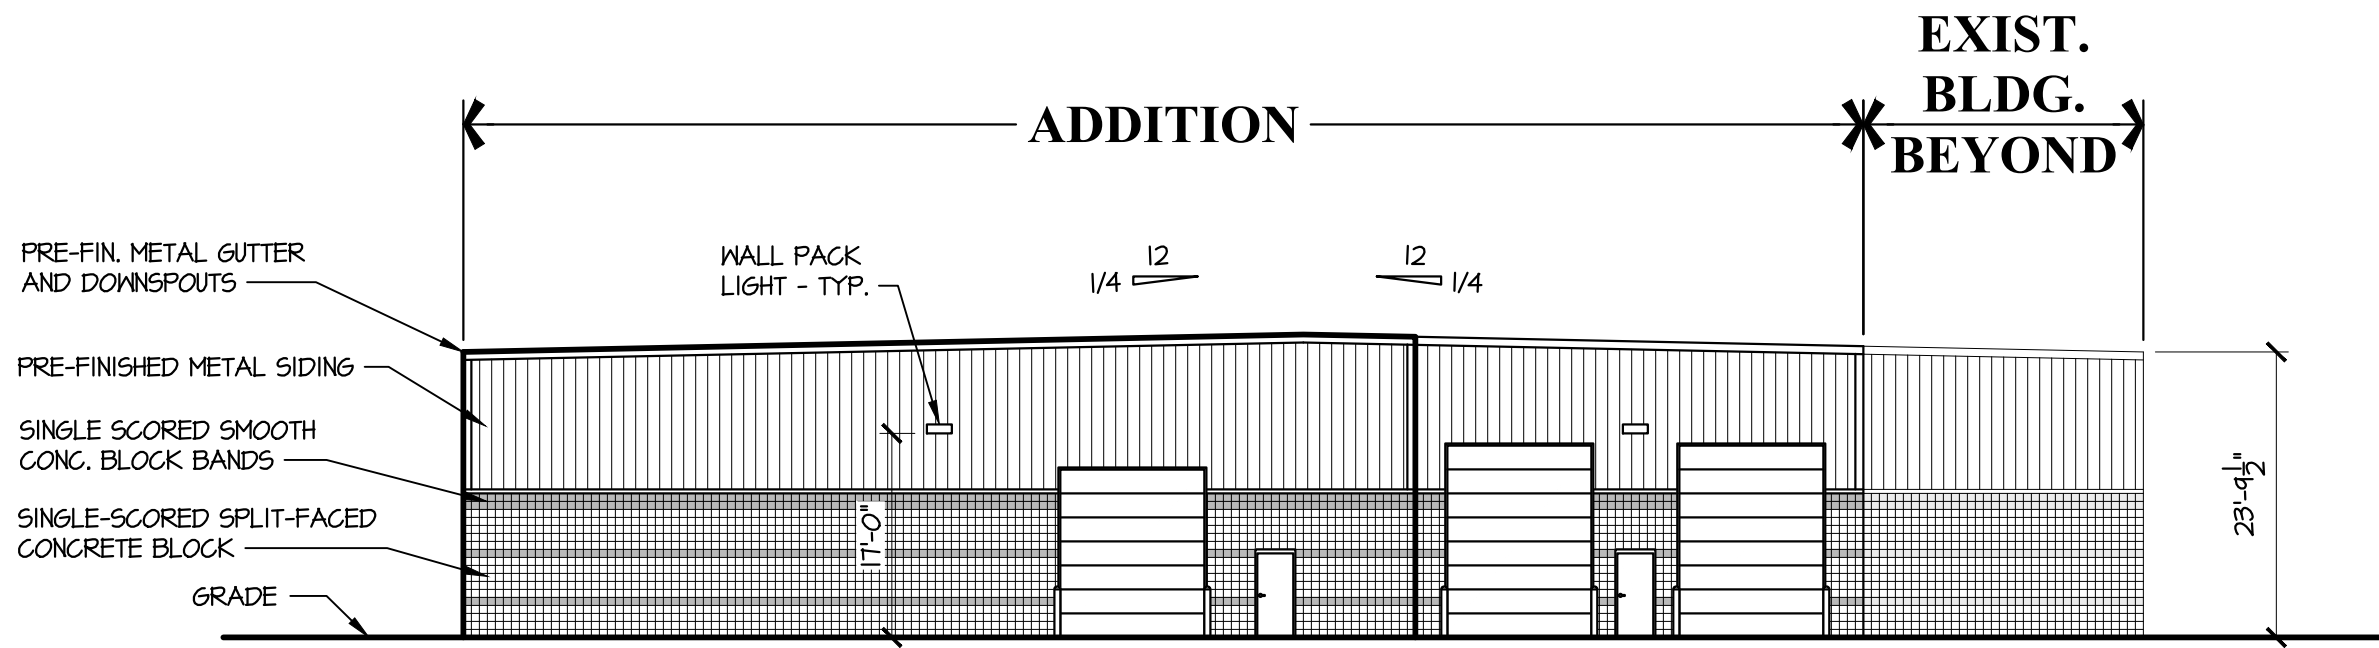 EXIST.
BLDG.
BEYOND
ADDITION
PRE-FIN. METAL GUTTER
AND DOWNSPOUTS
WALL PACK
LIGHT - TYP.
12
1/4
12
1/4
PRE-FINISHED METAL SIDING
SINGLE SCORED SMOOTH
CONC. BLOCK BANDS
SINGLE-SCORED SPLIT-FACED
CONCRETE BLOCK
GRADE
17'-0"
23'-9 1/2"